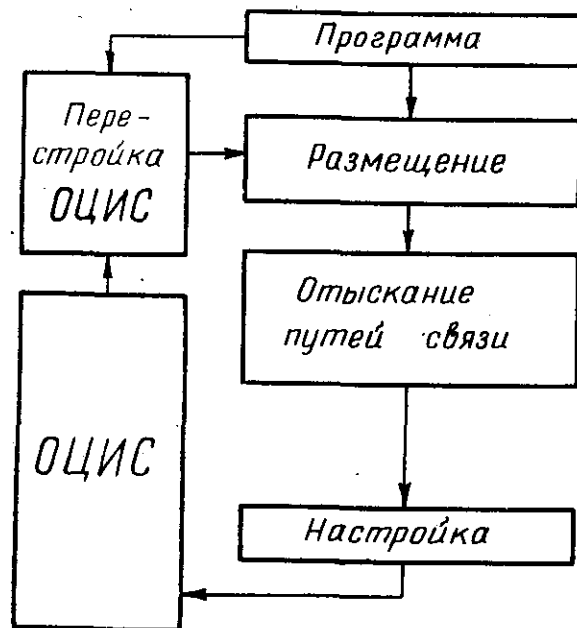 Программа
Пере-
стройка
ОЦИС
Размещение
Отыскание
путей связи
ОЦИС
Настройка